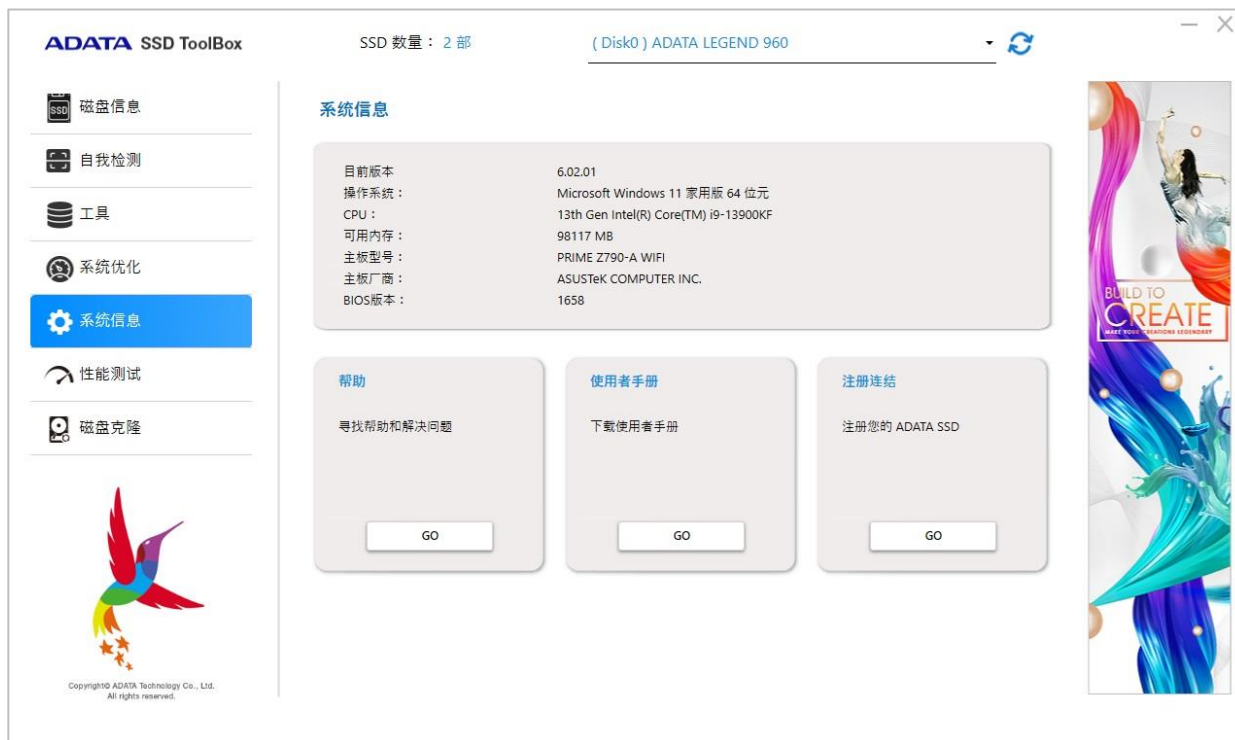 ADATA SSD ToolBox
SSD 数量： 2 部
( Disk0 ) ADATA LEGEND 960
SSD
磁盘信息
自我检测
工具
系统优化
系统信息
性能测试
磁盘克隆
Copyright© ADATA Technology Co., Ltd.
All rights reserved.
系统信息
目前版本 6.02.01
操作系统： Microsoft Windows 11 家用版 64 位元
CPU： 13th Gen Intel(R) Core(TM) i9-13900KF
可用内存： 98117 MB
主板型号： PRIME Z790-A WIFI
主板厂商： ASUSTeK COMPUTER INC.
BIOS版本： 1658
帮助
寻找帮助和解决问题
GO
使用者手册
下载使用者手册
GO
注册连结
注册您的 ADATA SSD
GO
BUILD TO
CREATE
MAKE YOUR CREATIONS LEGENDARY